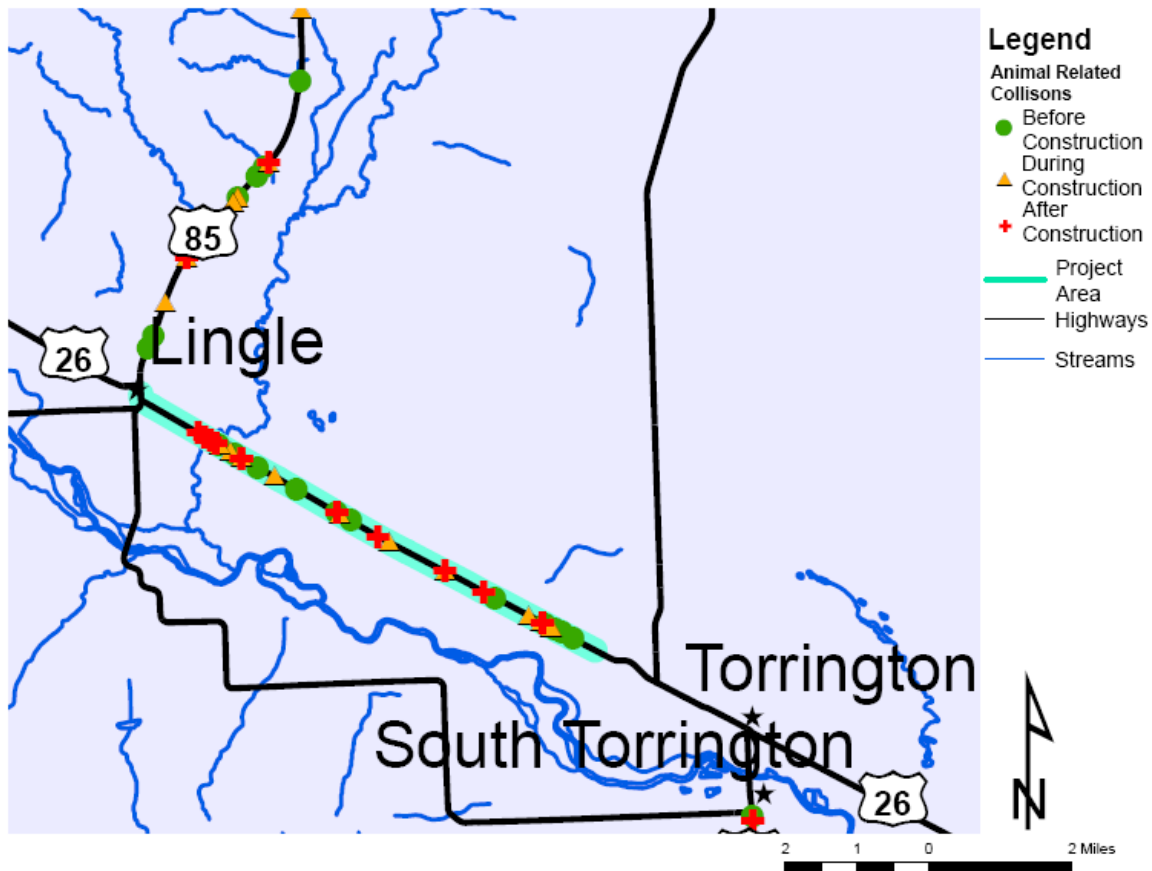 Legend
Animal Related
Collisons
Before
Construction
During
Construction
After
Construction
Project
Area
Highways
Streams
85
Lingle
26
Torrington
South Torrington
26
N
2 1 0 2 Miles